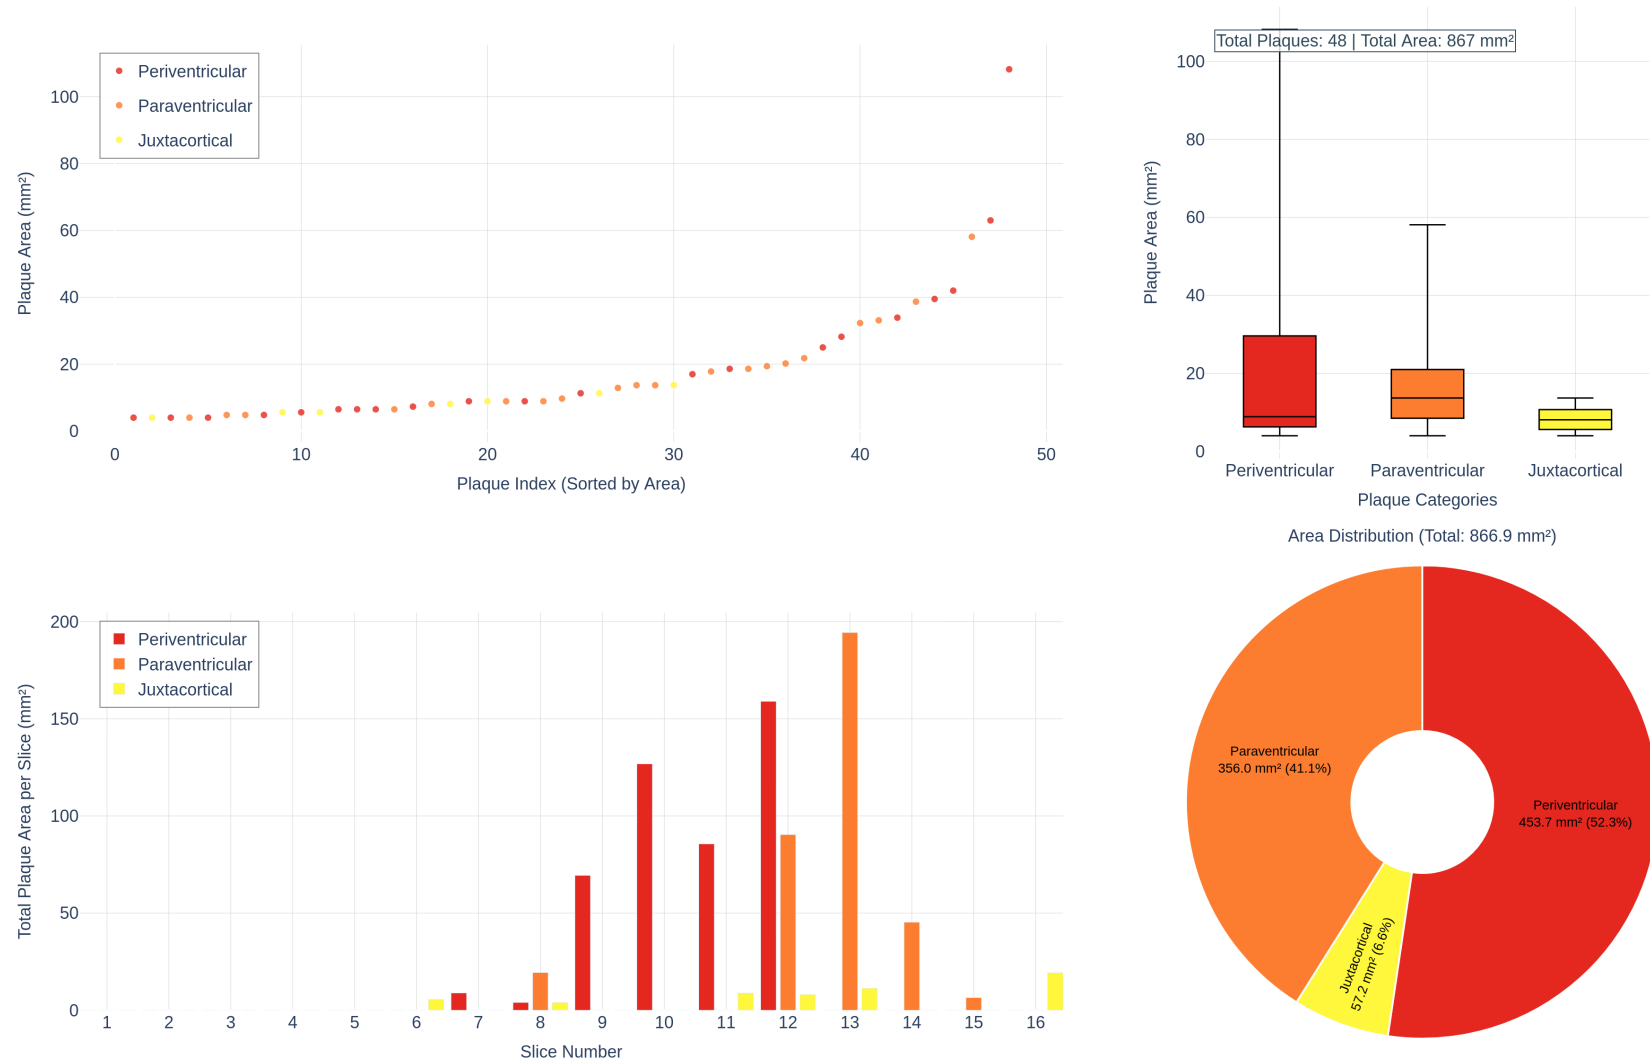 Periventricular
Paraventricular
Juxtacortical
Plaque Area (mm²)
100
80
60
40
20
0
0 10 20 30 40 50
Plaque Index (Sorted by Area)
Total Plaques: 48 | Total Area: 867 mm²
Plaque Area (mm²)
100
80
60
40
20
0
Periventricular Paraventricular Juxtacortical
Plaque Categories
Periventricular
Paraventricular
Juxtacortical
Total Plaque Area per Slice (mm²)
200
150
100
50
0
1 2 3 4 5 6 7 8 9 10 11 12 13 14 15 16
Slice Number
Area Distribution (Total: 866.9 mm²)
Paraventricular
356.0 mm² (41.1%)
Periventricular
453.7 mm² (52.3%)
Juxtacortical
57.2 mm² (6.6%)